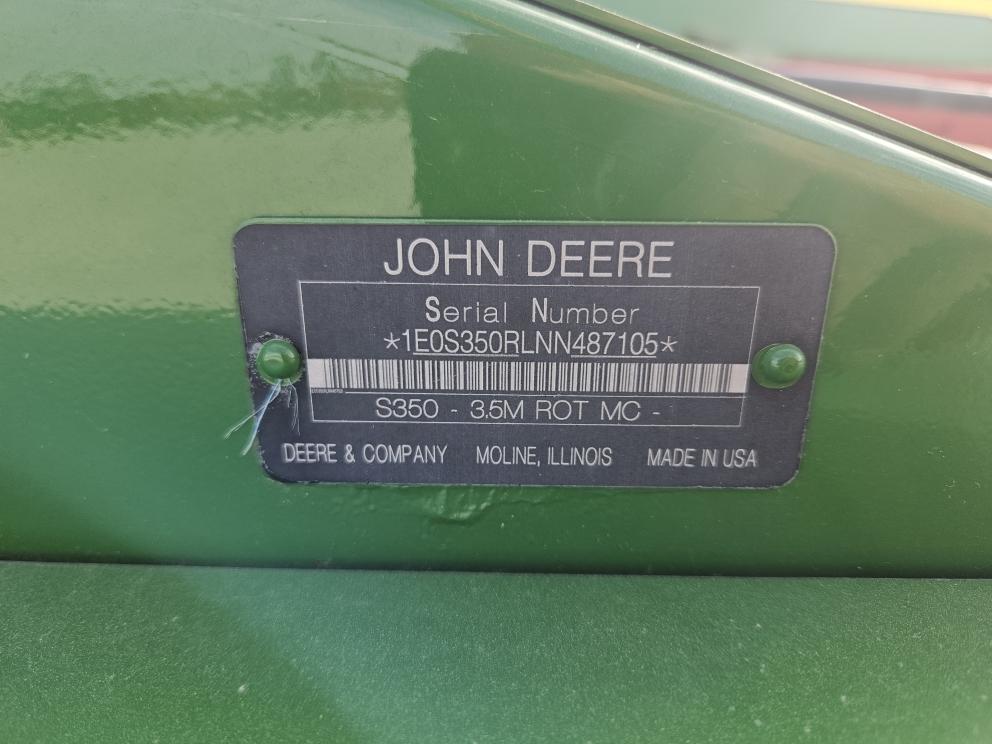 JOHN DEERE
Serial Number
*1E0S350RLNN487105*
S350 - 3.5M ROT MC -
DEERE & COMPANY MOLINE, ILLINOIS MADE IN USA